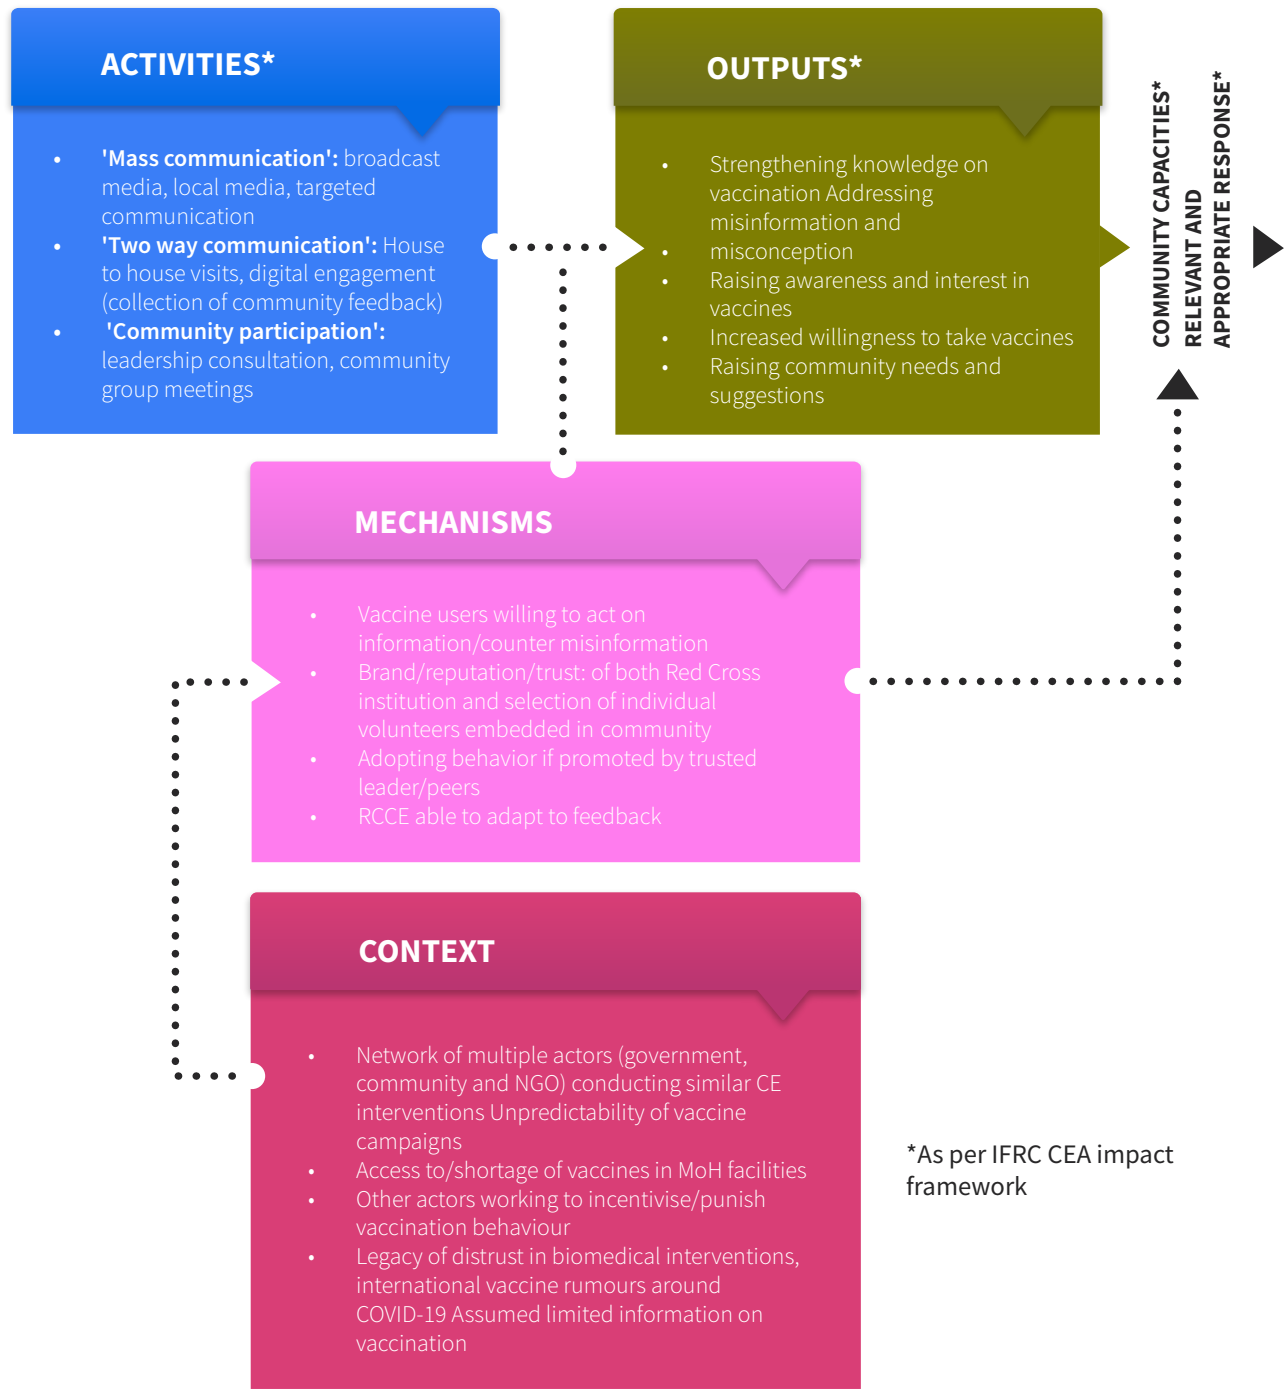 ACTIVITIES*
• 'Mass communication': broadcast
media, local media, targeted
communication
• 'Two way communication': House
to house visits, digital engagement
(collection of community feedback)
• 'Community participation':
leadership consultation, community
group meetings
OUTPUTS*
• Strengthening knowledge on
vaccination Addressing
misinformation and
• misconception
• Raising awareness and interest in
vaccines
• Increased willingness to take vaccines
• Raising community needs and
suggestions
COMMUNITY CAPACITIES*
RELEVANT AND
APPROPRIATE RESPONSE*
MECHANISMS
• Vaccine users willing to act on
information/counter misinformation
• Brand/reputation/trust: of both Red Cross
institution and selection of individual
volunteers embedded in community
• Adopting behavior if promoted by trusted
leader/peers
• RCCE able to adapt to feedback
CONTEXT
• Network of multiple actors (government,
community and NGO) conducting similar CE
interventions Unpredictability of vaccine
campaigns
• Access to/shortage of vaccines in MoH facilities
• Other actors working to incentivise/punish
vaccination behaviour
• Legacy of distrust in biomedical interventions,
international vaccine rumours around
COVID-19 Assumed limited information on
vaccination
*As per IFRC CEA impact
framework